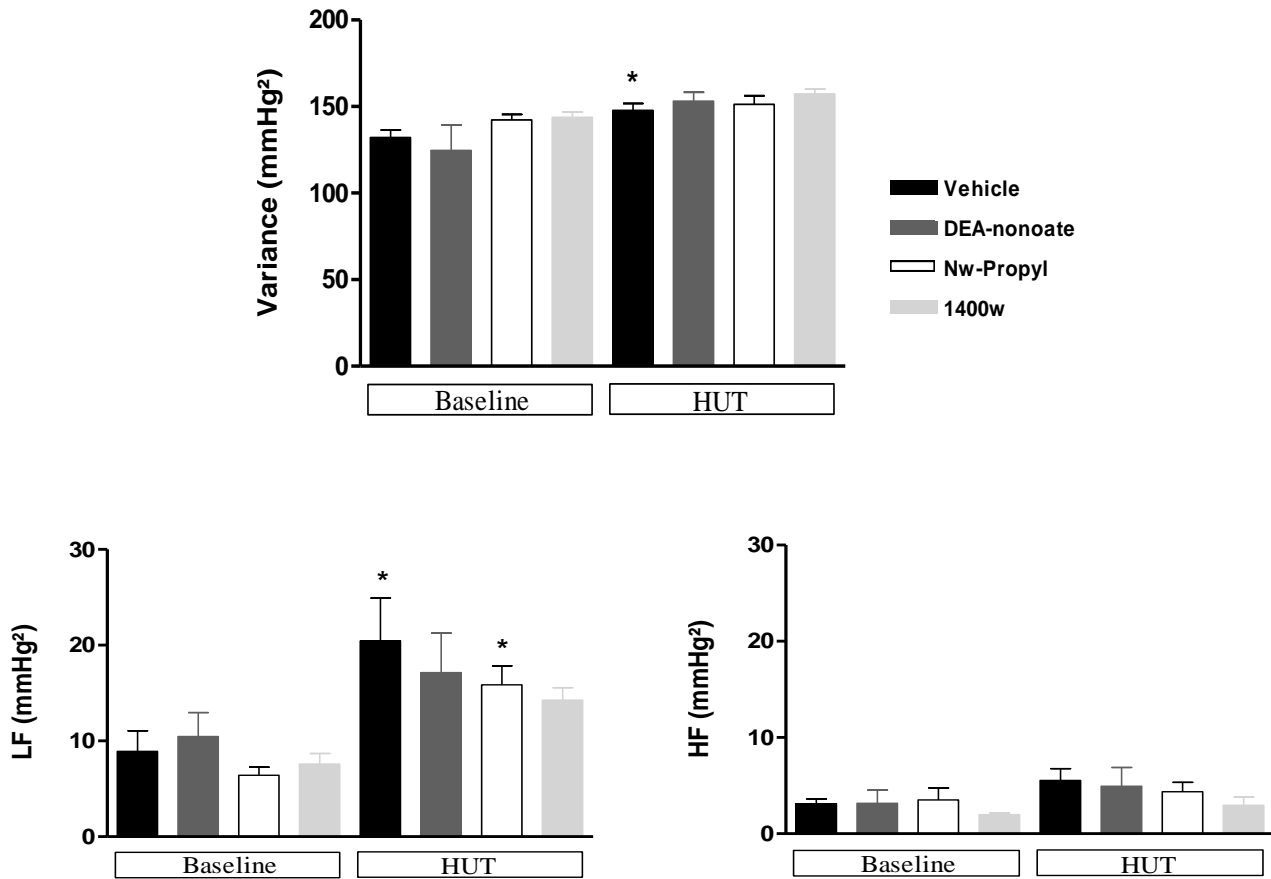 Variance (mmHg²)
200
150
100
50
0
*
Baseline
HUT
Vehicle
DEA-nonoate
Nw-Propyl
1400w
LF (mmHg²)
30
20
10
0
*
*
Baseline
HUT
HF (mmHg²)
30
20
10
0
Baseline
HUT